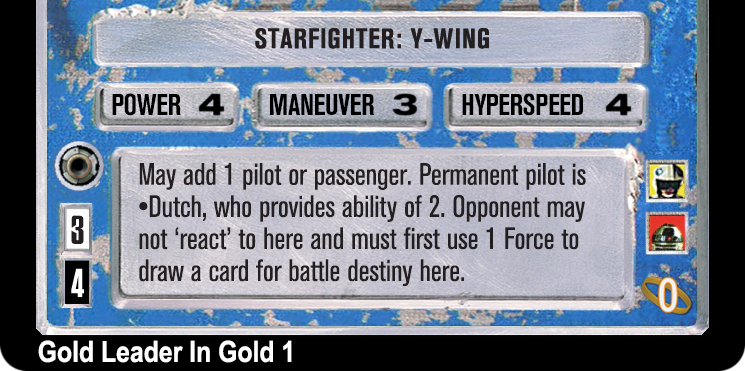 STARFIGHTER: Y-WING
POWER 4 MANEUVER 3 HYPERSPEED 4
May add 1 pilot or passenger. Permanent pilot is
•Dutch, who provides ability of 2. Opponent may
not ‘react’ to here and must first use 1 Force to
draw a card for battle destiny here.
3
4
0
Gold Leader In Gold 1